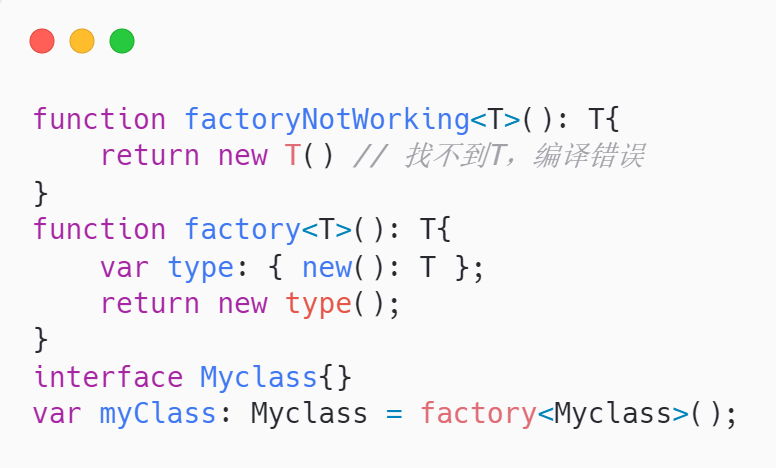 function factoryNotWorking<T>(): T{
    return new T() // 找不到T，编译错误
}
function factory<T>(): T{
    var type: { new(): T };
    return new type();
}
interface Myclass{}
var myClass: Myclass = factory<Myclass>();